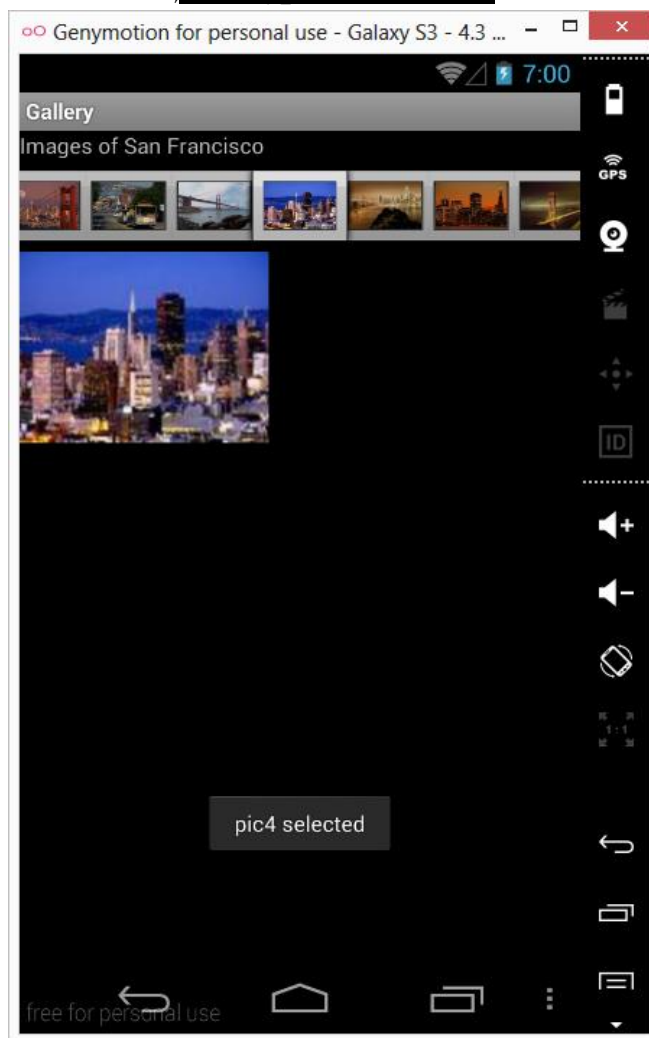 Genymotion for personal use - Galaxy S3 - 4.3 ...
7:00
Gallery
Images of San Francisco
GPS
ID
1:1
pic4 selected
free for personal use